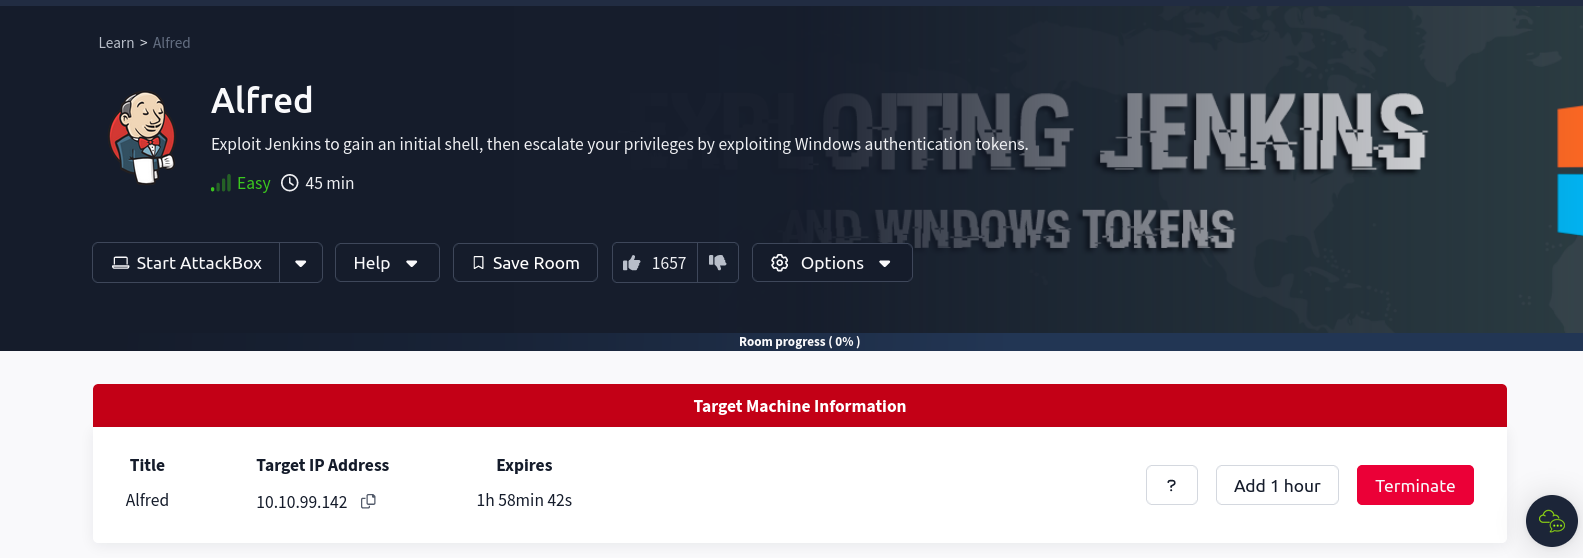 Learn > Alfred
Alfred
EXPLOITING JENKINS
Exploit Jenkins to gain an initial shell, then escalate your privileges by exploiting Windows authentication tokens.
Easy 45 min
AND WINDOWS TOKENS
Start AttackBox Help Save Room 1657 Options
Room progress ( 0% )
Target Machine Information
Title Target IP Address Expires
Alfred 10.10.99.142 1h 58min 42s
? Add 1 hour Terminate